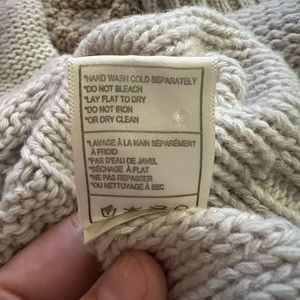 *HAND WASH COLD SEPARATELY
*DO NOT BLEACH
*LAY FLAT TO DRY
*DO NOT IRON
*OR DRY CLEAN
*LAVAGE À LA MAIN SÉPARÉMENT
À FROID
*PAS D'EAU DE JAVEL
*SÉCHAGE À PLAT
*NE PAS REPASSER
*OU NETTOYAGE À SEC